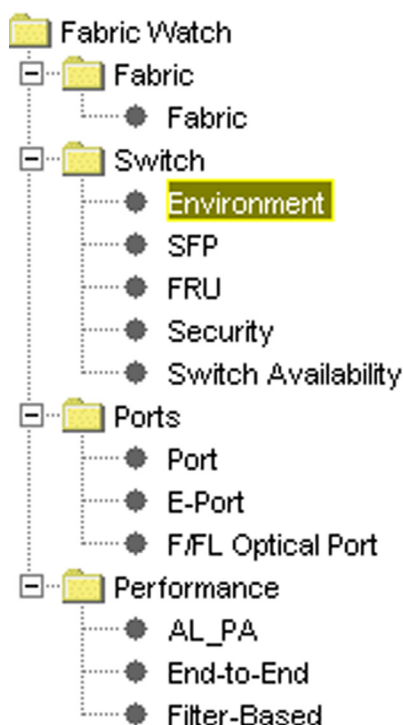 Fabric Watch
Fabric
Fabric
Switch
Environment
SFP
FRU
Security
Switch Availability
Ports
Port
E-Port
F/FL Optical Port
Performance
AL_PA
End-to-End
Filter-Based